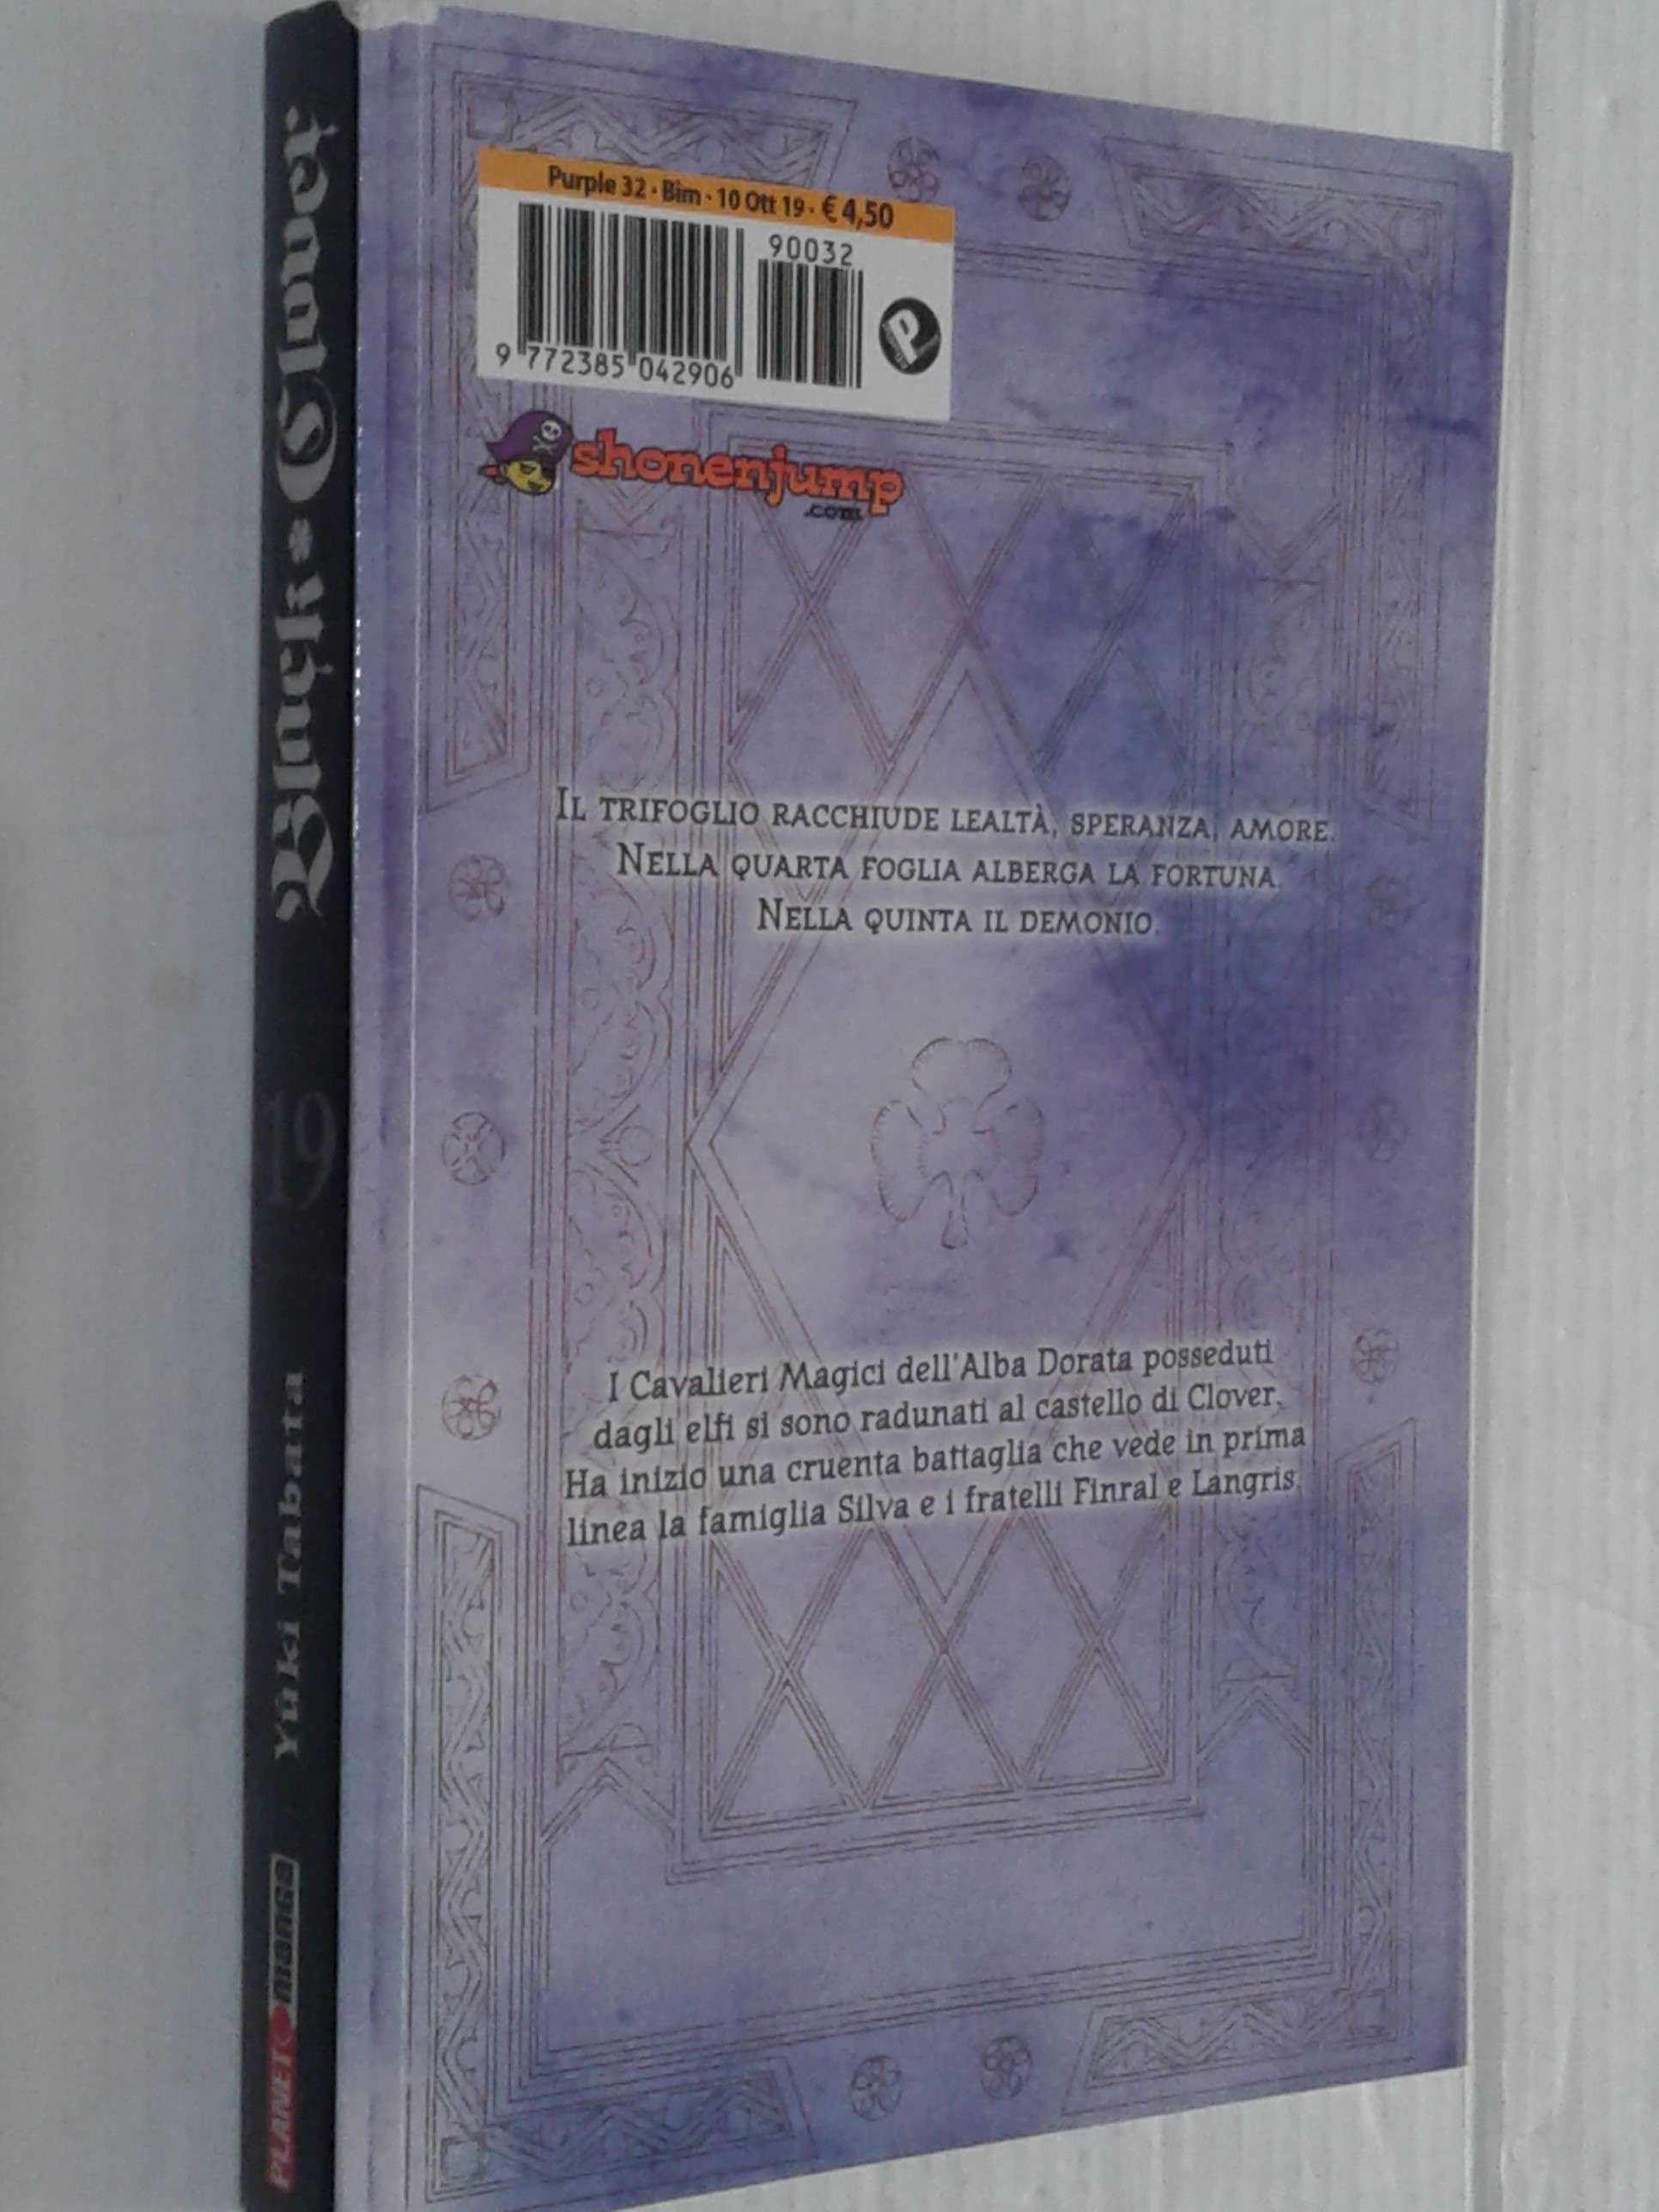 Black Clover
19
Yūki Tabata
PLANET MANGA
Purple 32 · Bim · 10 Ott 19 · € 4,50
90032
9 772385 042906
P
shonenjump
.com
IL TRIFOGLIO RACCHIUDE LEALTÀ, SPERANZA, AMORE.
NELLA QUARTA FOGLIA ALBERGA LA FORTUNA.
NELLA QUINTA IL DEMONIO.
I Cavalieri Magici dell'Alba Dorata posseduti
dagli elfi si sono radunati al castello di Clover.
Ha inizio una cruenta battaglia che vede in prima
linea la famiglia Silva e i fratelli Finral e Langris.